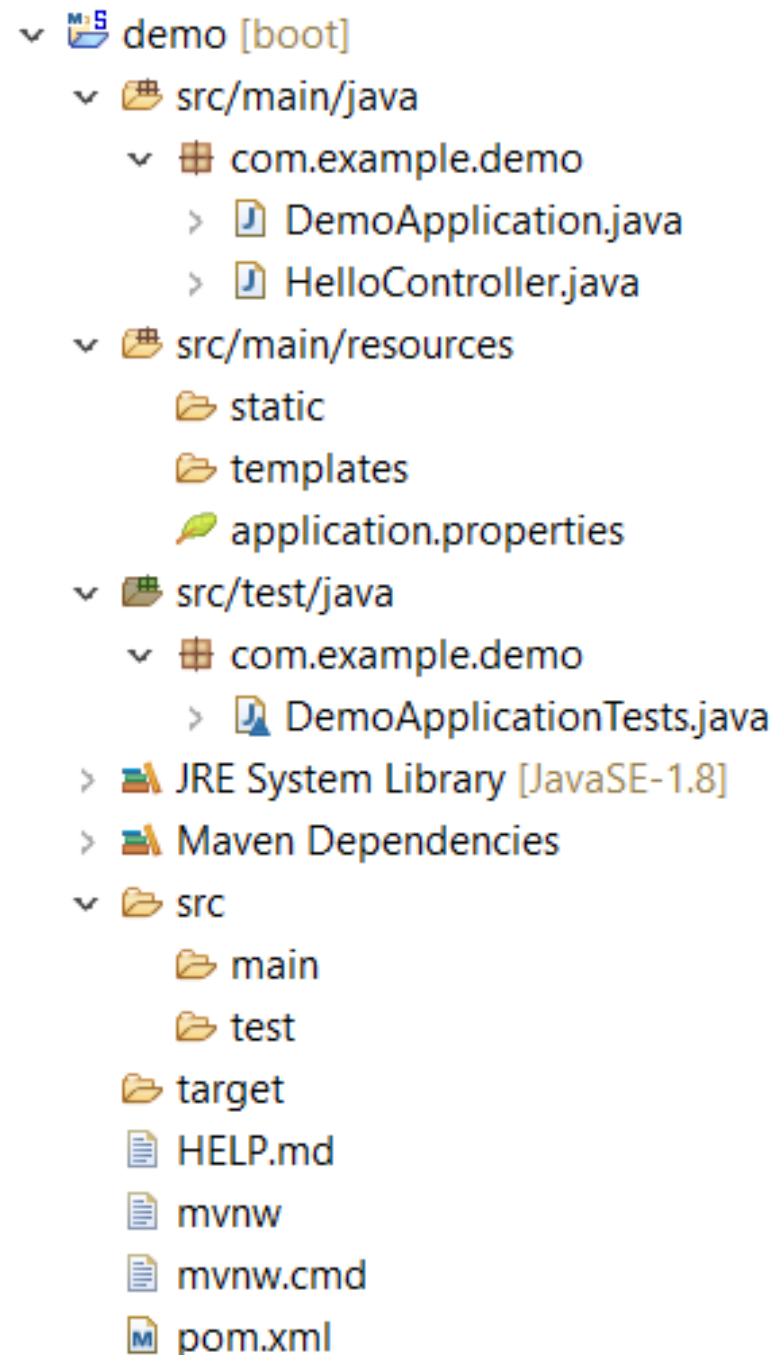 demo [boot]
src/main/java
com.example.demo
DemoApplication.java
HelloController.java
src/main/resources
static
templates
application.properties
src/test/java
com.example.demo
DemoApplicationTests.java
JRE System Library [JavaSE-1.8]
Maven Dependencies
src
main
test
target
HELP.md
mvnw
mvnw.cmd
pom.xml